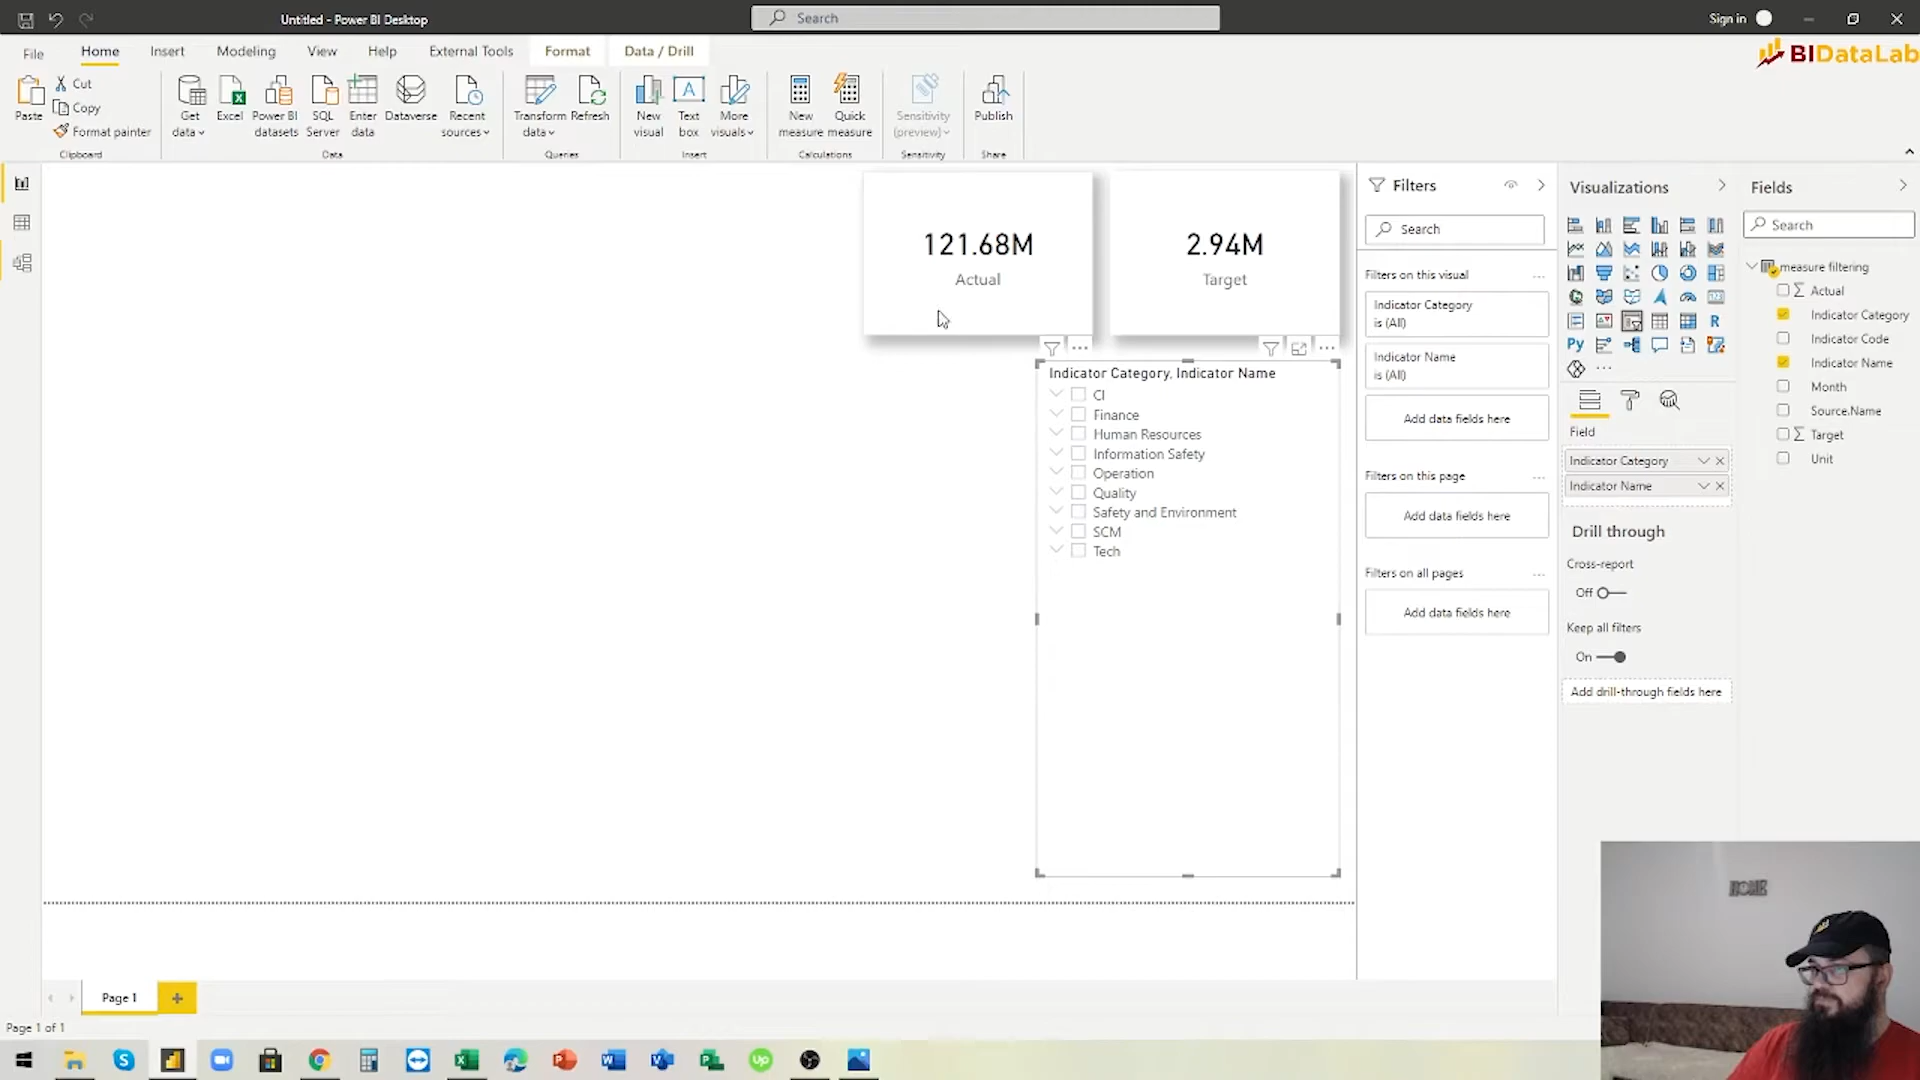 Untitled - Power BI Desktop
Search
Sign in
File
Home
Insert
Modeling
View
Help
External Tools
Format
Data / Drill
BIDataLab
Paste
Cut
Copy
Format painter
Clipboard
Get data
Excel
Power BI datasets
SQL Server
Enter data
Dataverse
Recent sources
Data
Transform data
Refresh
Queries
New visual
Text box
More visuals
Insert
New measure
Quick measure
Calculations
Sensitivity (preview)
Sensitivity
Publish
Share
121.68M
Actual
2.94M
Target
Indicator Category, Indicator Name
CI
Finance
Human Resources
Information Safety
Operation
Quality
Safety and Environment
SCM
Tech
Filters
Search
Filters on this visual
Indicator Category
is (All)
Indicator Name
is (All)
Add data fields here
Filters on this page
Add data fields here
Filters on all pages
Add data fields here
Visualizations
R
Py
Field
Indicator Category
Indicator Name
Drill through
Cross-report
Off
Keep all filters
On
Add drill-through fields here
Fields
Search
measure filtering
Actual
Indicator Category
Indicator Code
Indicator Name
Month
Source.Name
Target
Unit
HOME
Page 1
Page 1 of 1